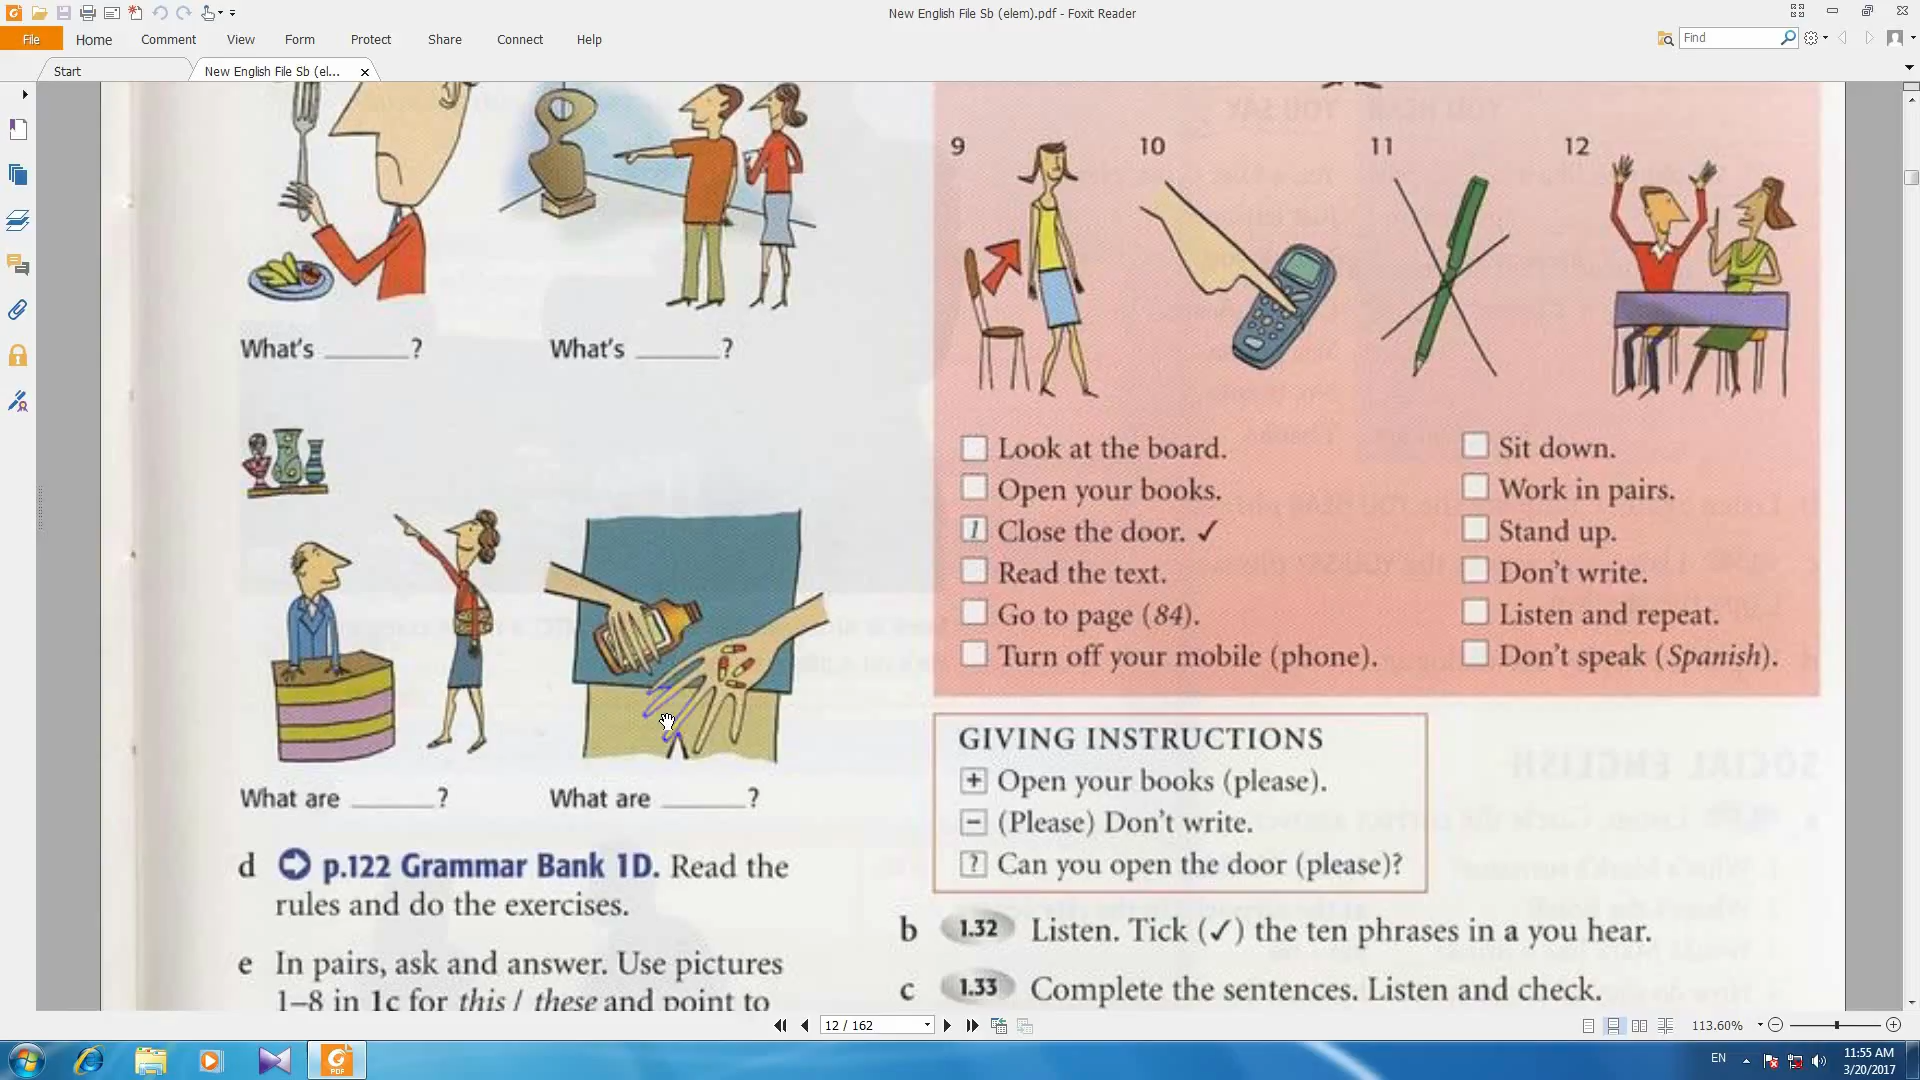 New English File Sb (elem).pdf - Foxit Reader
File Home Comment View Form Protect Share Connect Help
Find
Start
New English File Sb (el...
What's ______?
What's ______?
What are ______?
What are ______?
d p.122 Grammar Bank 1D. Read the
rules and do the exercises.
e In pairs, ask and answer. Use pictures
1–8 in 1c for this / these and point to
9 10 11 12
Look at the board.
Open your books.
1 Close the door. ✓
Read the text.
Go to page (84).
Turn off your mobile (phone).
Sit down.
Work in pairs.
Stand up.
Don't write.
Listen and repeat.
Don't speak (Spanish).
GIVING INSTRUCTIONS
+ Open your books (please).
− (Please) Don't write.
? Can you open the door (please)?
b 1.32 Listen. Tick (✓) the ten phrases in a you hear.
c 1.33 Complete the sentences. Listen and check.
12 / 162
113.60%
PDF
EN
11:55 AM
3/20/2017